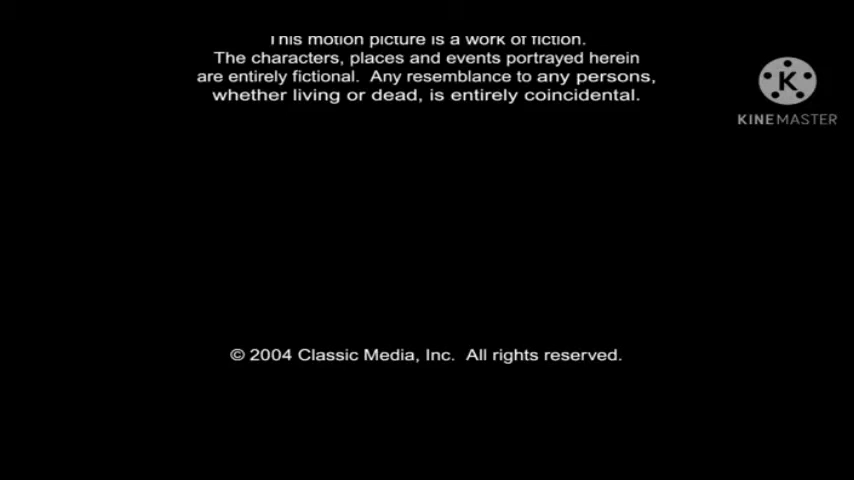 This motion picture is a work of fiction.
The characters, places and events portrayed herein
are entirely fictional.  Any resemblance to any persons,
whether living or dead, is entirely coincidental.
K
KINEMASTER
© 2004 Classic Media, Inc.  All rights reserved.